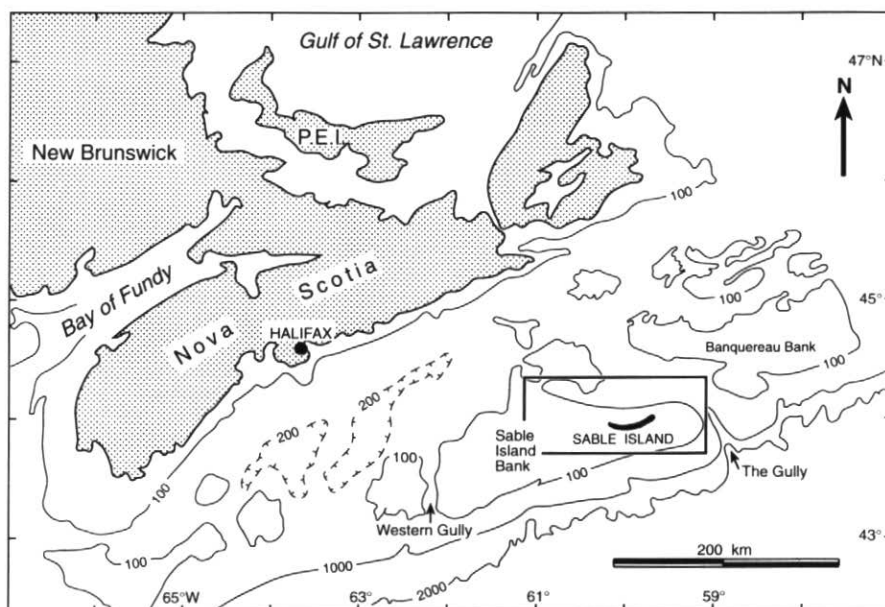 Gulf of St. Lawrence
47°N
N
P.E.I.
New Brunswick
100
Bay of Fundy
Nova Scotia
HALIFAX
45°
100
Banquereau Bank
100
200
200
Sable
Island
Bank
SABLE ISLAND
100
100
100
The Gully
Western Gully
43°
100
1000
2000
200 km
65°W
63°
61°
59°